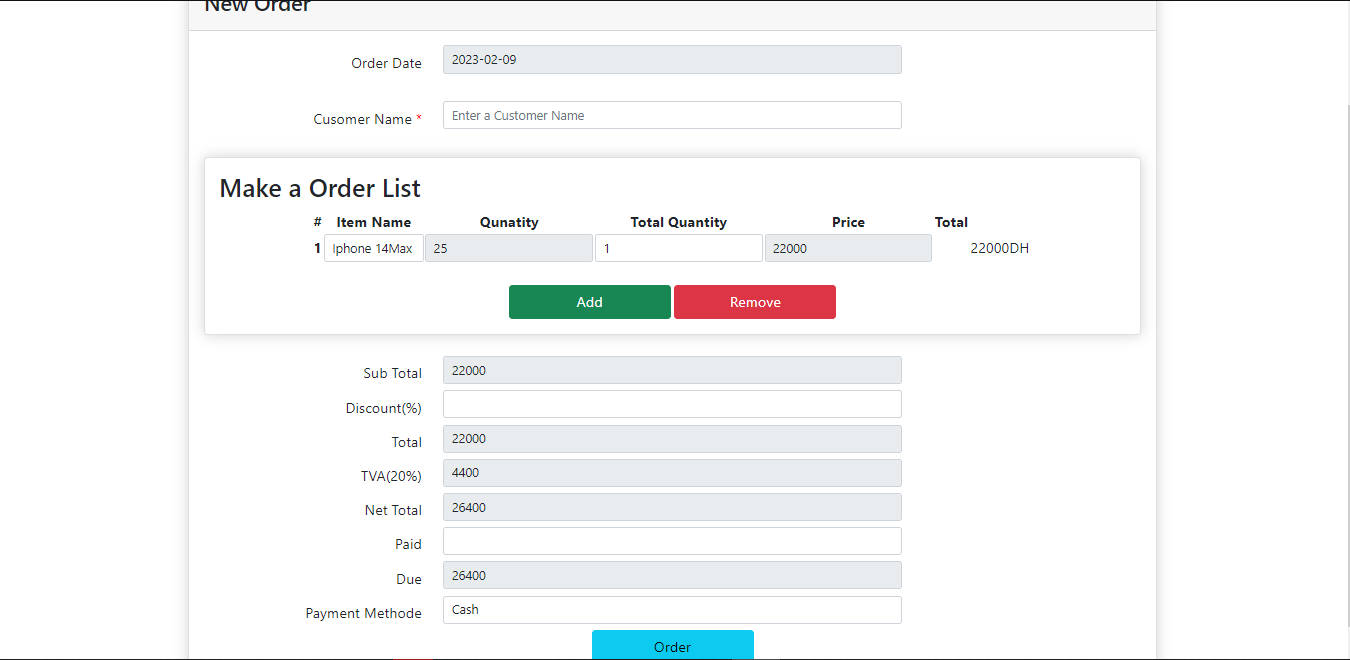 New Order
Order Date 2023-02-09
Cusomer Name * Enter a Customer Name
Make a Order List
# Item Name Qunatity Total Quantity Price Total
1 Iphone 14Max 25 1 22000 22000DH
Add Remove
Sub Total 22000
Discount(%)
Total 22000
TVA(20%) 4400
Net Total 26400
Paid
Due 26400
Payment Methode Cash
Order